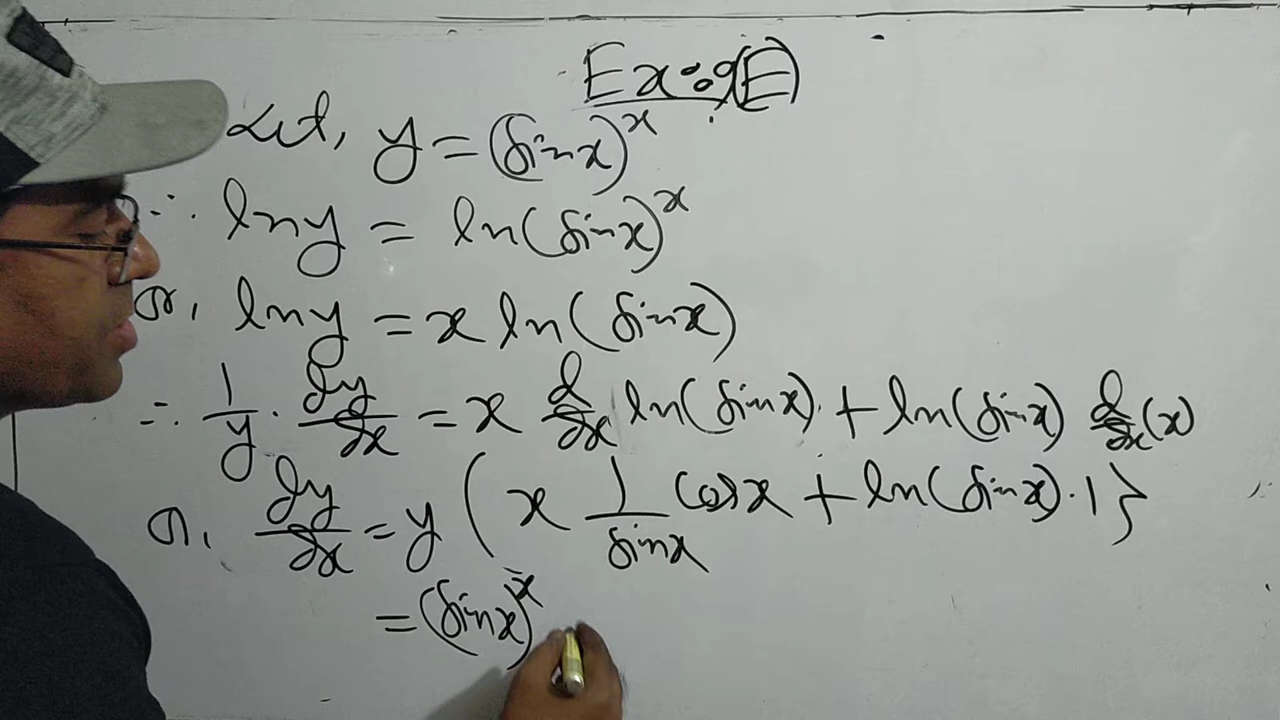 Ex: 9(E)
Let, y = (sinx)^x
∴ lny = ln(sinx)^x
or, lny = x ln(sinx)
∴ 1/y · dy/dx = x d/dx ln(sinx) + ln(sinx) d/dx (x)
or, dy/dx = y { x 1/sinx cosx + ln(sinx) · 1 }
= (sinx)^x